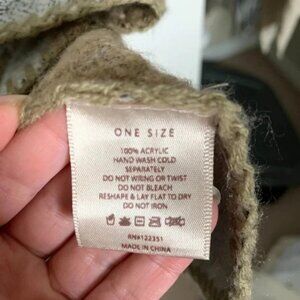 ONE SIZE
100% ACRYLIC
HAND WASH COLD
SEPARATELY
DO NOT WRING OR TWIST
DO NOT BLEACH
RESHAPE & LAY FLAT TO DRY
DO NOT IRON
RN#122351
MADE IN CHINA